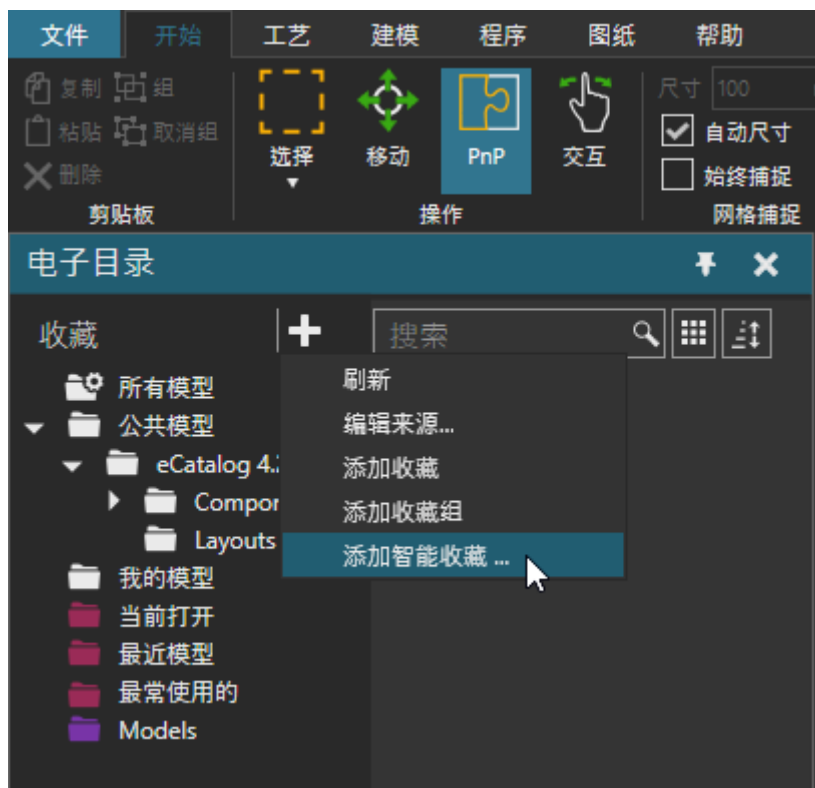 文件 开始 工艺 建模 程序 图纸 帮助
复制 组
粘贴 取消组
删除
剪贴板
选择 移动 PnP 交互
操作
尺寸 100
自动尺寸
始终捕捉
网格捕捉
电子目录
收藏
搜索
所有模型
公共模型
eCatalog 4.
Compor
Layouts
我的模型
当前打开
最近模型
最常使用的
Models
刷新
编辑来源...
添加收藏
添加收藏组
添加智能收藏 ...